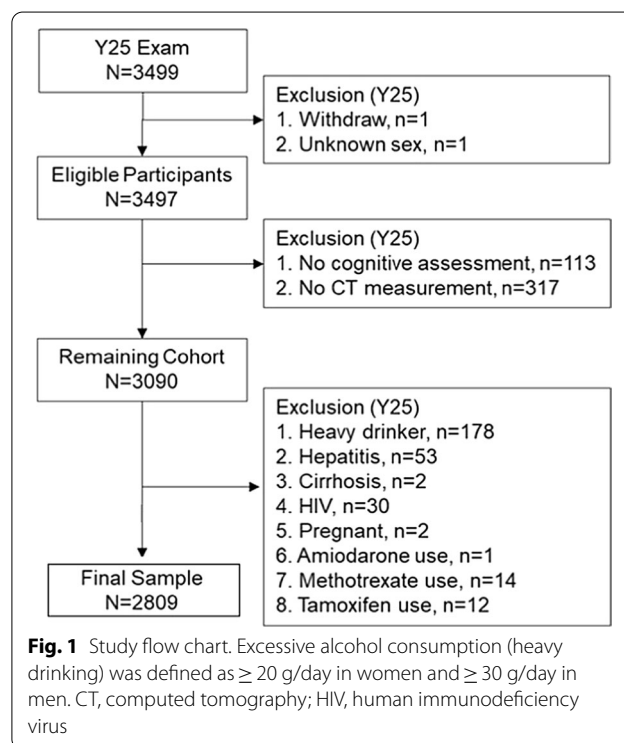 Y25 Exam
N=3499
Exclusion (Y25)
1. Withdraw, n=1
2. Unknown sex, n=1
Eligible Participants
N=3497
Exclusion (Y25)
1. No cognitive assessment, n=113
2. No CT measurement, n=317
Remaining Cohort
N=3090
Exclusion (Y25)
1. Heavy drinker, n=178
2. Hepatitis, n=53
3. Cirrhosis, n=2
4. HIV, n=30
5. Pregnant, n=2
6. Amiodarone use, n=1
7. Methotrexate use, n=14
8. Tamoxifen use, n=12
Final Sample
N=2809
Fig. 1 Study flow chart. Excessive alcohol consumption (heavy
drinking) was defined as ≥ 20 g/day in women and ≥ 30 g/day in
men. CT, computed tomography; HIV, human immunodeficiency
virus